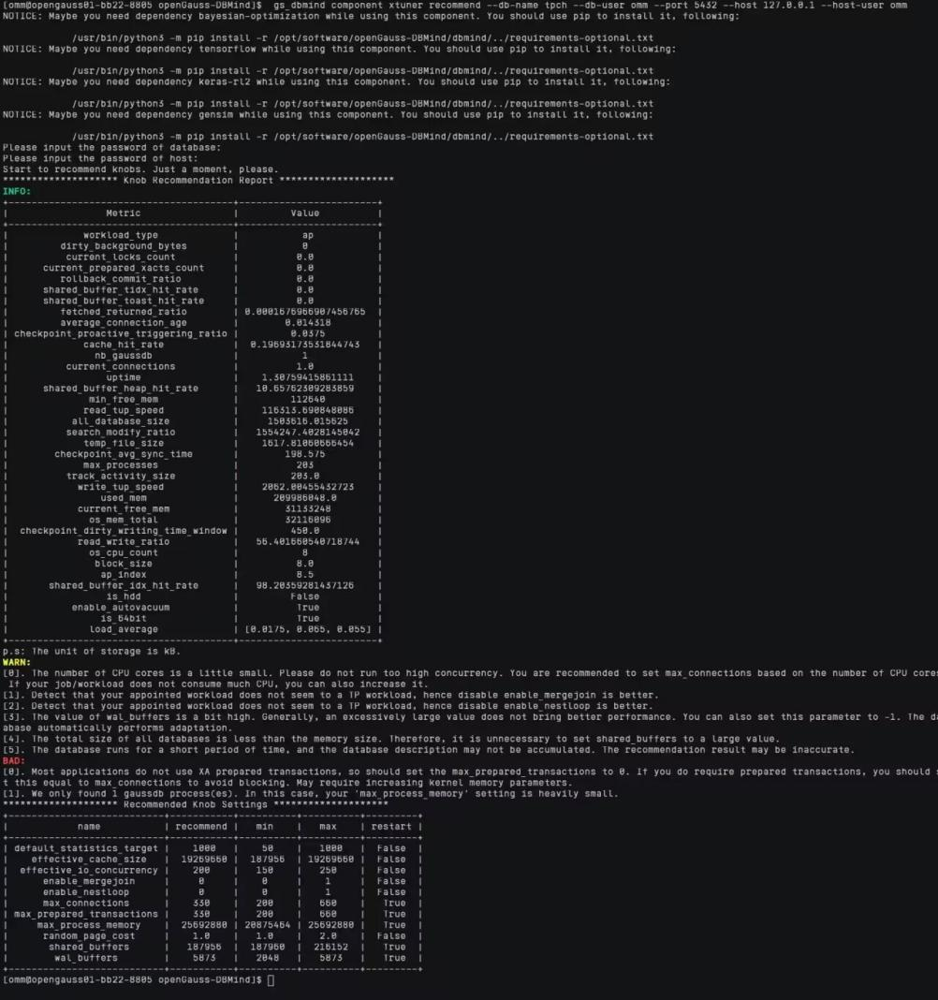 [omm@opengauss01-bb22-8805 openGauss-DBMind]$  gs_dbmind component xtuner recommend --db-name tpch --db-user omm --port 5432 --host 127.0.0.1 --host-user omm
NOTICE: Maybe you need dependency bayesian-optimization while using this component. You should use pip to install it, following:
/usr/bin/python3 -m pip install -r /opt/software/openGauss-DBMind/dbmind/../requirements-optional.txt
NOTICE: Maybe you need dependency tensorflow while using this component. You should use pip to install it, following:
/usr/bin/python3 -m pip install -r /opt/software/openGauss-DBMind/dbmind/../requirements-optional.txt
NOTICE: Maybe you need dependency keras-rl2 while using this component. You should use pip to install it, following:
/usr/bin/python3 -m pip install -r /opt/software/openGauss-DBMind/dbmind/../requirements-optional.txt
NOTICE: Maybe you need dependency gensim while using this component. You should use pip to install it, following:
/usr/bin/python3 -m pip install -r /opt/software/openGauss-DBMind/dbmind/../requirements-optional.txt
Please input the password of database:
Please input the password of host:
Start to recommend knobs. Just a moment, please.
******************** Knob Recommendation Report ********************
INFO:
| Metric | Value |
| workload_type | ap |
| dirty_background_bytes | 0 |
| current_locks_count | 0.0 |
| current_prepared_xacts_count | 0.0 |
| rollback_commit_ratio | 0.0 |
| shared_buffer_tidx_hit_rate | 0.0 |
| shared_buffer_toast_hit_rate | 0.0 |
| fetched_returned_ratio | 0.0001676966907456765 |
| average_connection_age | 0.014318 |
| checkpoint_proactive_triggering_ratio | 0.0375 |
| cache_hit_rate | 0.19693173531844743 |
| nb_gaussdb | 1 |
| current_connections | 1.0 |
| uptime | 1.30759415861111 |
| shared_buffer_heap_hit_rate | 10.65762309283859 |
| min_free_mem | 112640 |
| read_tup_speed | 116313.690848086 |
| all_database_size | 1503616.015625 |
| search_modify_ratio | 1554247.4028145042 |
| temp_file_size | 1617.81060666454 |
| checkpoint_avg_sync_time | 198.575 |
| max_processes | 203 |
| track_activity_size | 203.0 |
| write_tup_speed | 2062.00455432723 |
| used_mem | 209986048.0 |
| current_free_mem | 31133248 |
| os_mem_total | 32116096 |
| checkpoint_dirty_writing_time_window | 450.0 |
| read_write_ratio | 56.401660540718744 |
| os_cpu_count | 8 |
| block_size | 8.0 |
| ap_index | 8.5 |
| shared_buffer_idx_hit_rate | 98.20359281437126 |
| is_hdd | False |
| enable_autovacuum | True |
| is_64bit | True |
| load_average | [0.0175, 0.065, 0.055] |
p.s: The unit of storage is kB.
WARN:
[0]. The number of CPU cores is a little small. Please do not run too high concurrency. You are recommended to set max_connections based on the number of CPU cores
If your job/workload does not consume much CPU, you can also increase it.
[1]. Detect that your appointed workload does not seem to a TP workload, hence disable enable_mergejoin is better.
[2]. Detect that your appointed workload does not seem to a TP workload, hence disable enable_nestloop is better.
[3]. The value of wal_buffers is a bit high. Generally, an excessively large value does not bring better performance. You can also set this parameter to -1. The da
abase automatically performs adaptation.
[4]. The total size of all databases is less than the memory size. Therefore, it is unnecessary to set shared_buffers to a large value.
[5]. The database runs for a short period of time, and the database description may not be accumulated. The recommendation result may be inaccurate.
BAD:
[0]. Most applications do not use XA prepared transactions, so should set the max_prepared_transactions to 0. If you do require prepared transactions, you should s
t this equal to max_connections to avoid blocking. May require increasing kernel memory parameters.
[1]. We only found 1 gaussdb process(es). In this case, your 'max_process_memory' setting is heavily small.
******************** Recommended Knob Settings ********************
| name | recommend | min | max | restart |
| default_statistics_target | 1000 | 50 | 1000 | False |
| effective_cache_size | 19269660 | 187956 | 19269660 | False |
| effective_io_concurrency | 200 | 150 | 250 | False |
| enable_mergejoin | 0 | 0 | 1 | False |
| enable_nestloop | 0 | 0 | 1 | False |
| max_connections | 330 | 200 | 660 | True |
| max_prepared_transactions | 330 | 200 | 660 | True |
| max_process_memory | 25692880 | 20875464 | 25692880 | True |
| random_page_cost | 1.0 | 1.0 | 2.0 | False |
| shared_buffers | 187956 | 187960 | 216152 | True |
| wal_buffers | 5873 | 2048 | 5873 | True |
[omm@opengauss01-bb22-8805 openGauss-DBMind]$